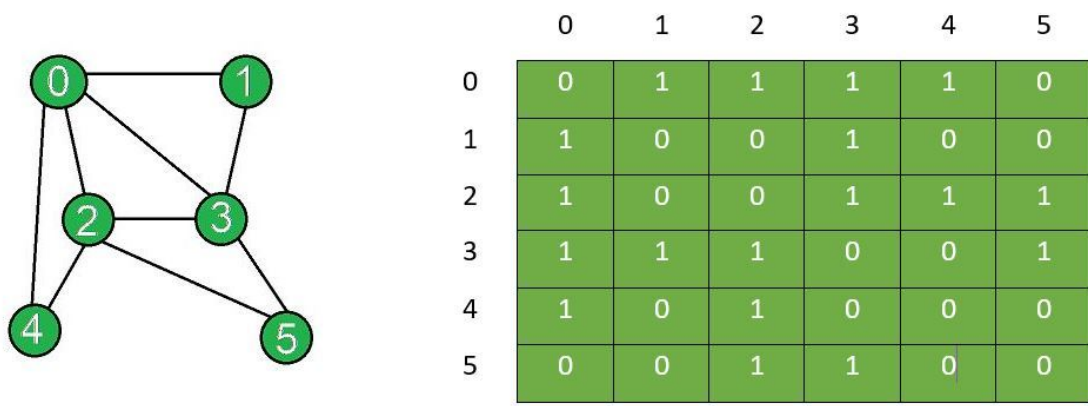 0 1
2 3
4 5
0 1 2 3 4 5
0 0 1 1 1 1 0
1 1 0 0 1 0 0
2 1 0 0 1 1 1
3 1 1 1 0 0 1
4 1 0 1 0 0 0
5 0 0 1 1 0 0